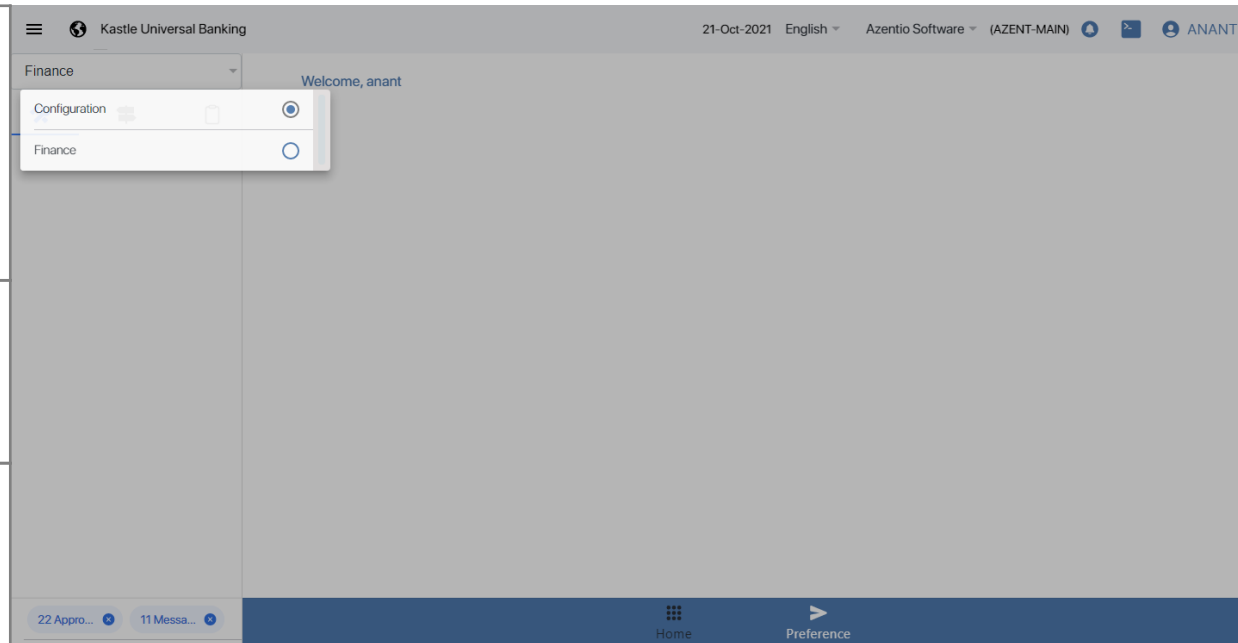 Kastle Universal Banking
21-Oct-2021 English Azentio Software (AZENT-MAIN) ANANT
Finance
Welcome, anant
Configuration
Finance
22 Appro... 11 Messa...
Home Preference